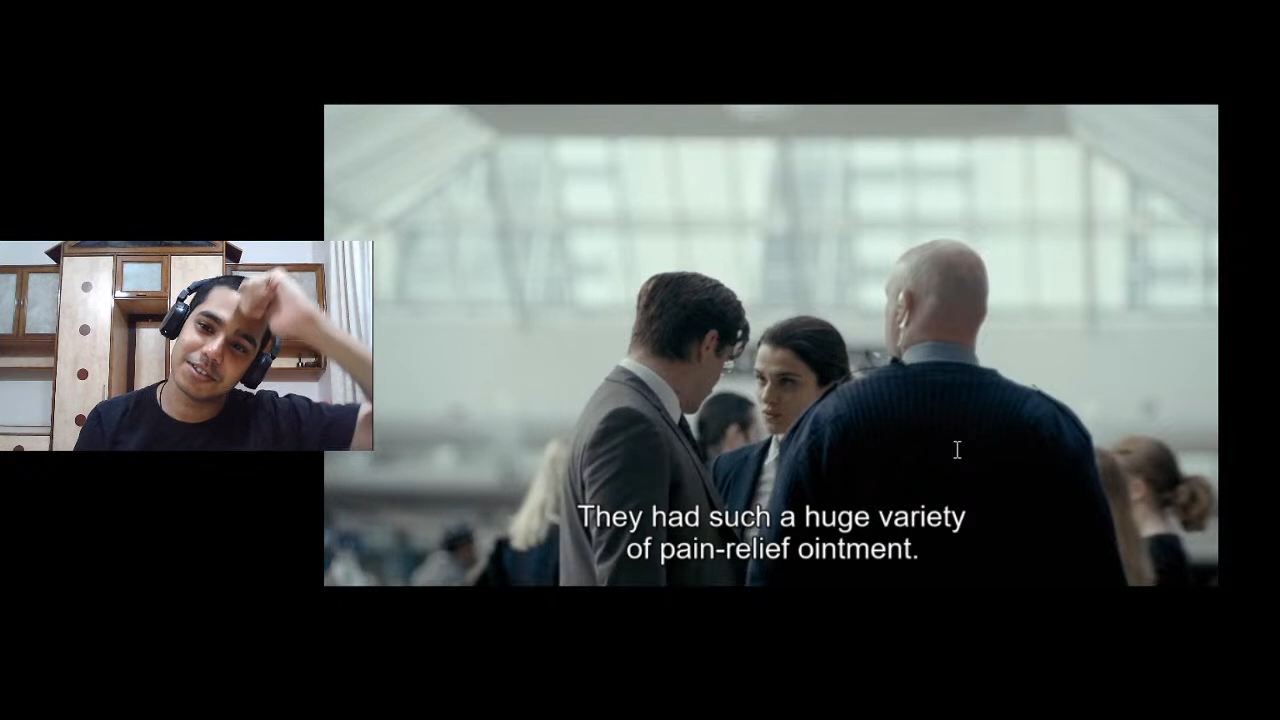 They had such a huge variety
of pain-relief ointment.